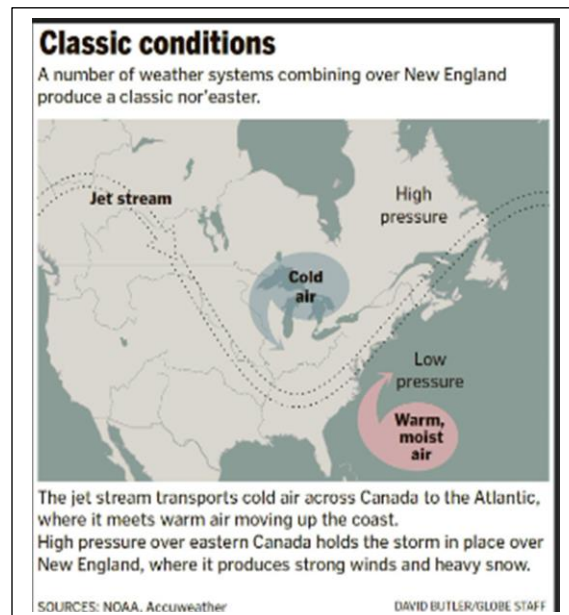 Classic conditions
A number of weather systems combining over New England
produce a classic nor'easter.
Jet stream
High
pressure
Cold
air
Low
pressure
Warm,
moist
air
The jet stream transports cold air across Canada to the Atlantic,
where it meets warm air moving up the coast.
High pressure over eastern Canada holds the storm in place over
New England, where it produces strong winds and heavy snow.
SOURCES: NOAA, Accuweather
DAVID BUTLER/GLOBE STAFF